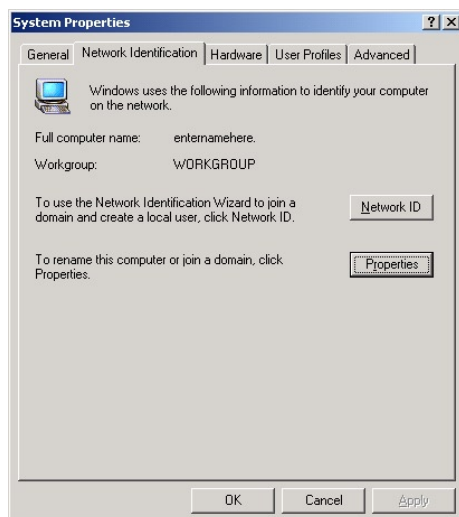 System Properties
General Network Identification Hardware User Profiles Advanced
Windows uses the following information to identify your computer
on the network.
Full computer name: enternamehere.
Workgroup: WORKGROUP
To use the Network Identification Wizard to join a
domain and create a local user, click Network ID.
Network ID
To rename this computer or join a domain, click
Properties.
Properties
OK Cancel Apply